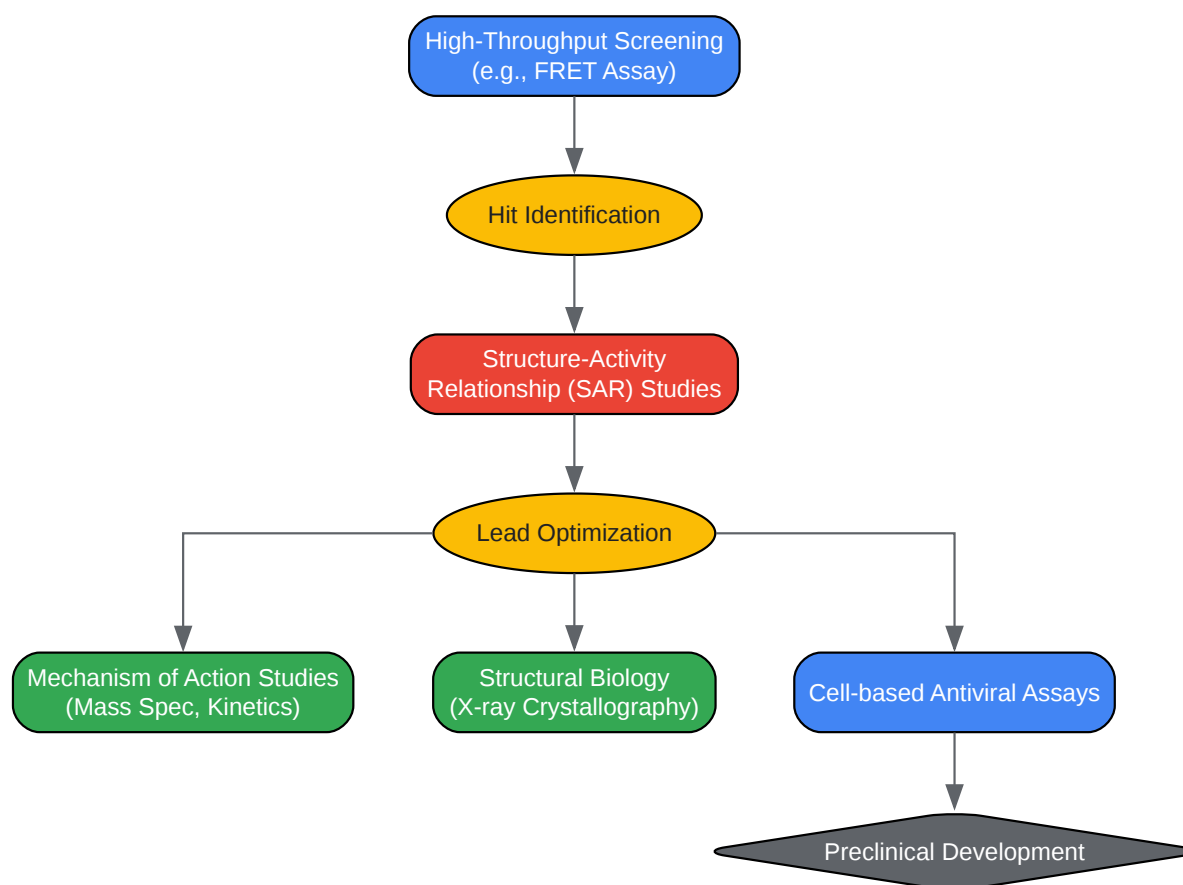 High-Throughput Screening
(e.g., FRET Assay)
Hit Identification
Structure-Activity
Relationship (SAR) Studies
Lead Optimization
Mechanism of Action Studies
(Mass Spec, Kinetics)
Structural Biology
(X-ray Crystallography)
Cell-based Antiviral Assays
Preclinical Development